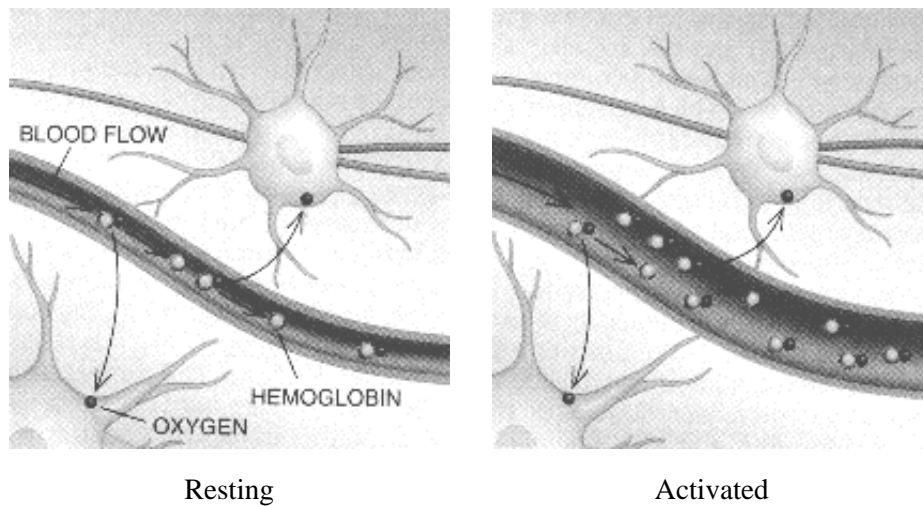 BLOOD FLOW
HEMOGLOBIN
OXYGEN
Resting
Activated